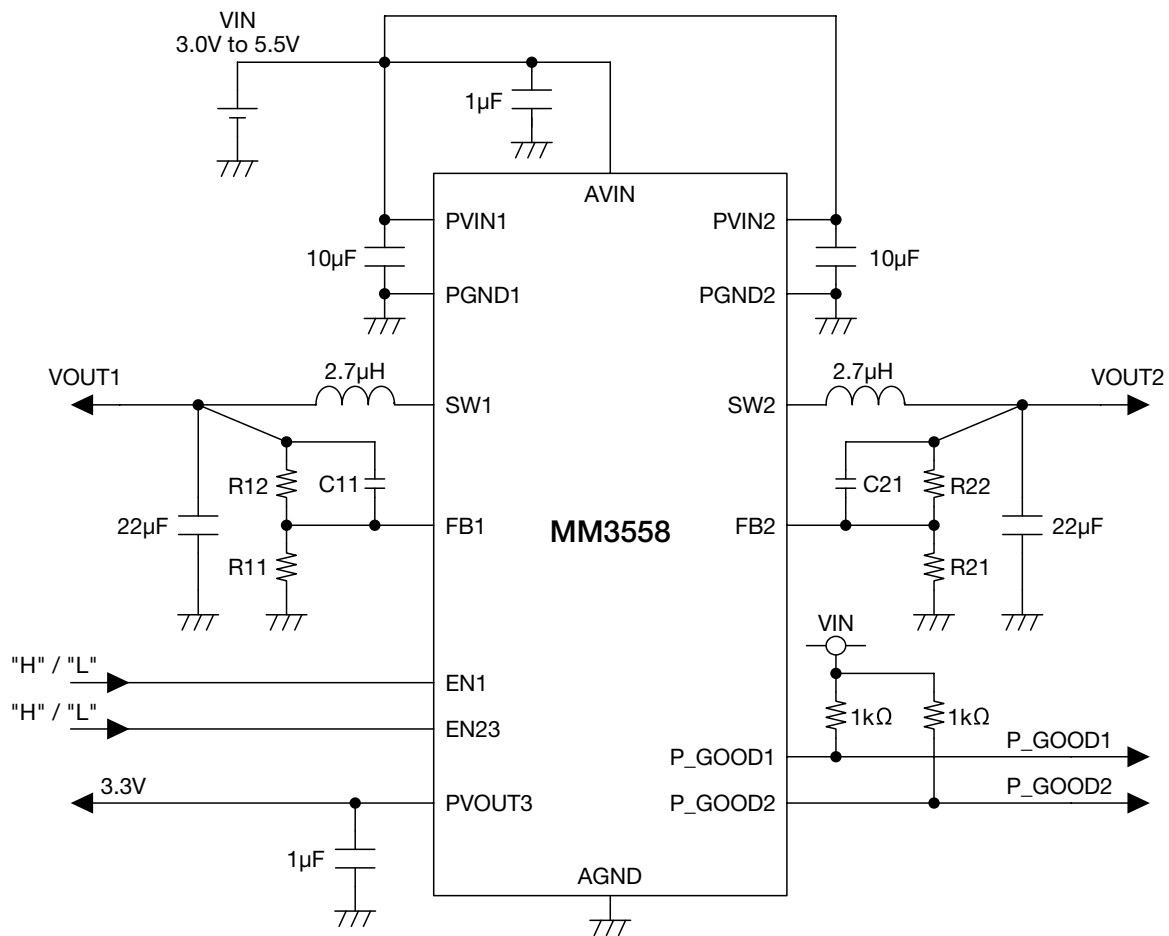 VIN
3.0V to 5.5V
1µF
AVIN
PVIN1
PVIN2
10µF
10µF
PGND1
PGND2
2.7µH
2.7µH
VOUT1
VOUT2
SW1
SW2
R12
C11
C21
R22
22µF
FB1
MM3558
FB2
22µF
R11
R21
VIN
"H" / "L"
EN1
"H" / "L"
1kΩ
1kΩ
EN23
P_GOOD1
P_GOOD1
3.3V
PVOUT3
P_GOOD2
P_GOOD2
1µF
AGND